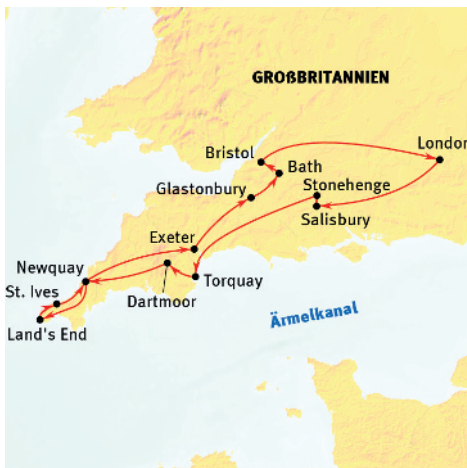 GROßBRITANNIEN
London
Bristol
Bath
Stonehenge
Glastonbury
Salisbury
Exeter
Newquay
Torquay
St. Ives
Dartmoor
Land's End
Ärmelkanal